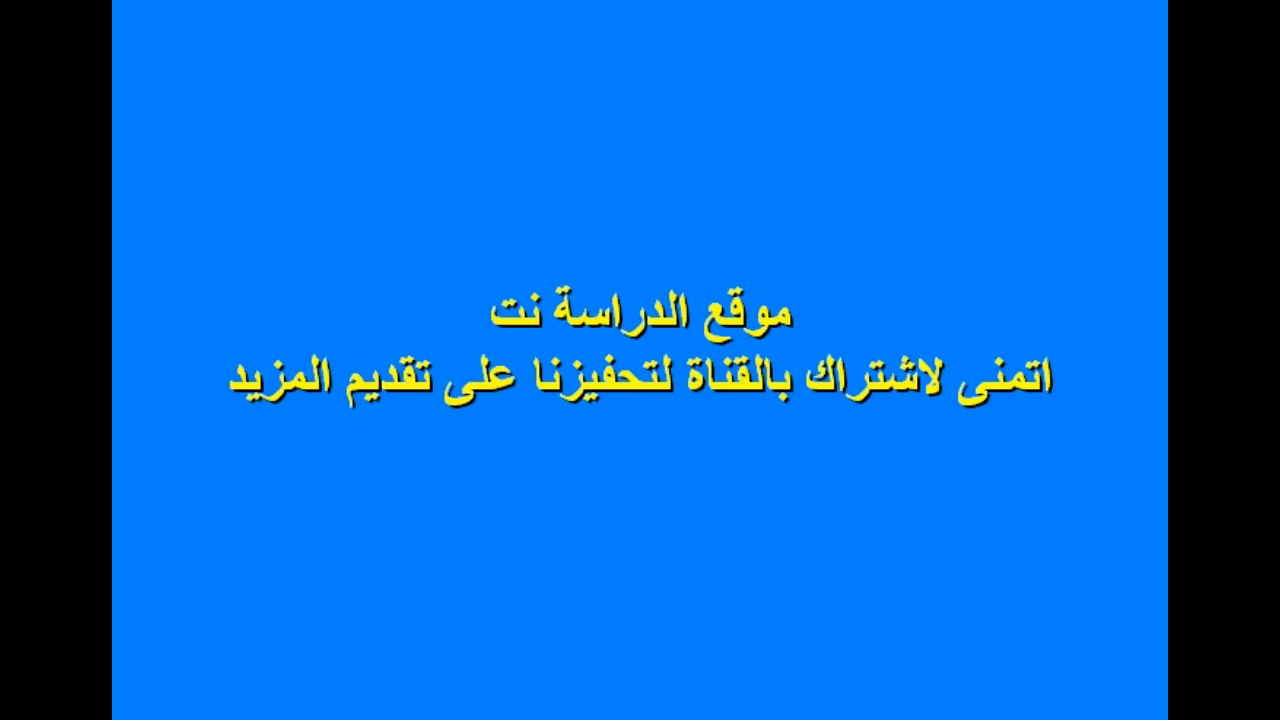 موقع الدراسة نت
اتمنى لاشتراك بالقناة لتحفيزنا على تقديم المزيد